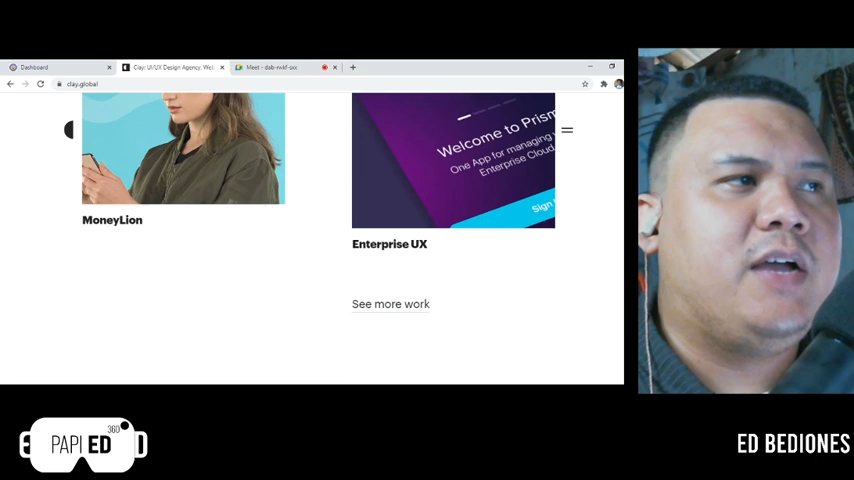 Dashboard
Clay: UI/UX Design Agency. Wel
Meet - dab-rwkf-sxx
clay.global
Welcome to Prism
One App for managing y
Enterprise Cloud.
Sign
MoneyLion
Enterprise UX
See more work
360°
PAPI ED
ED BEDIONES